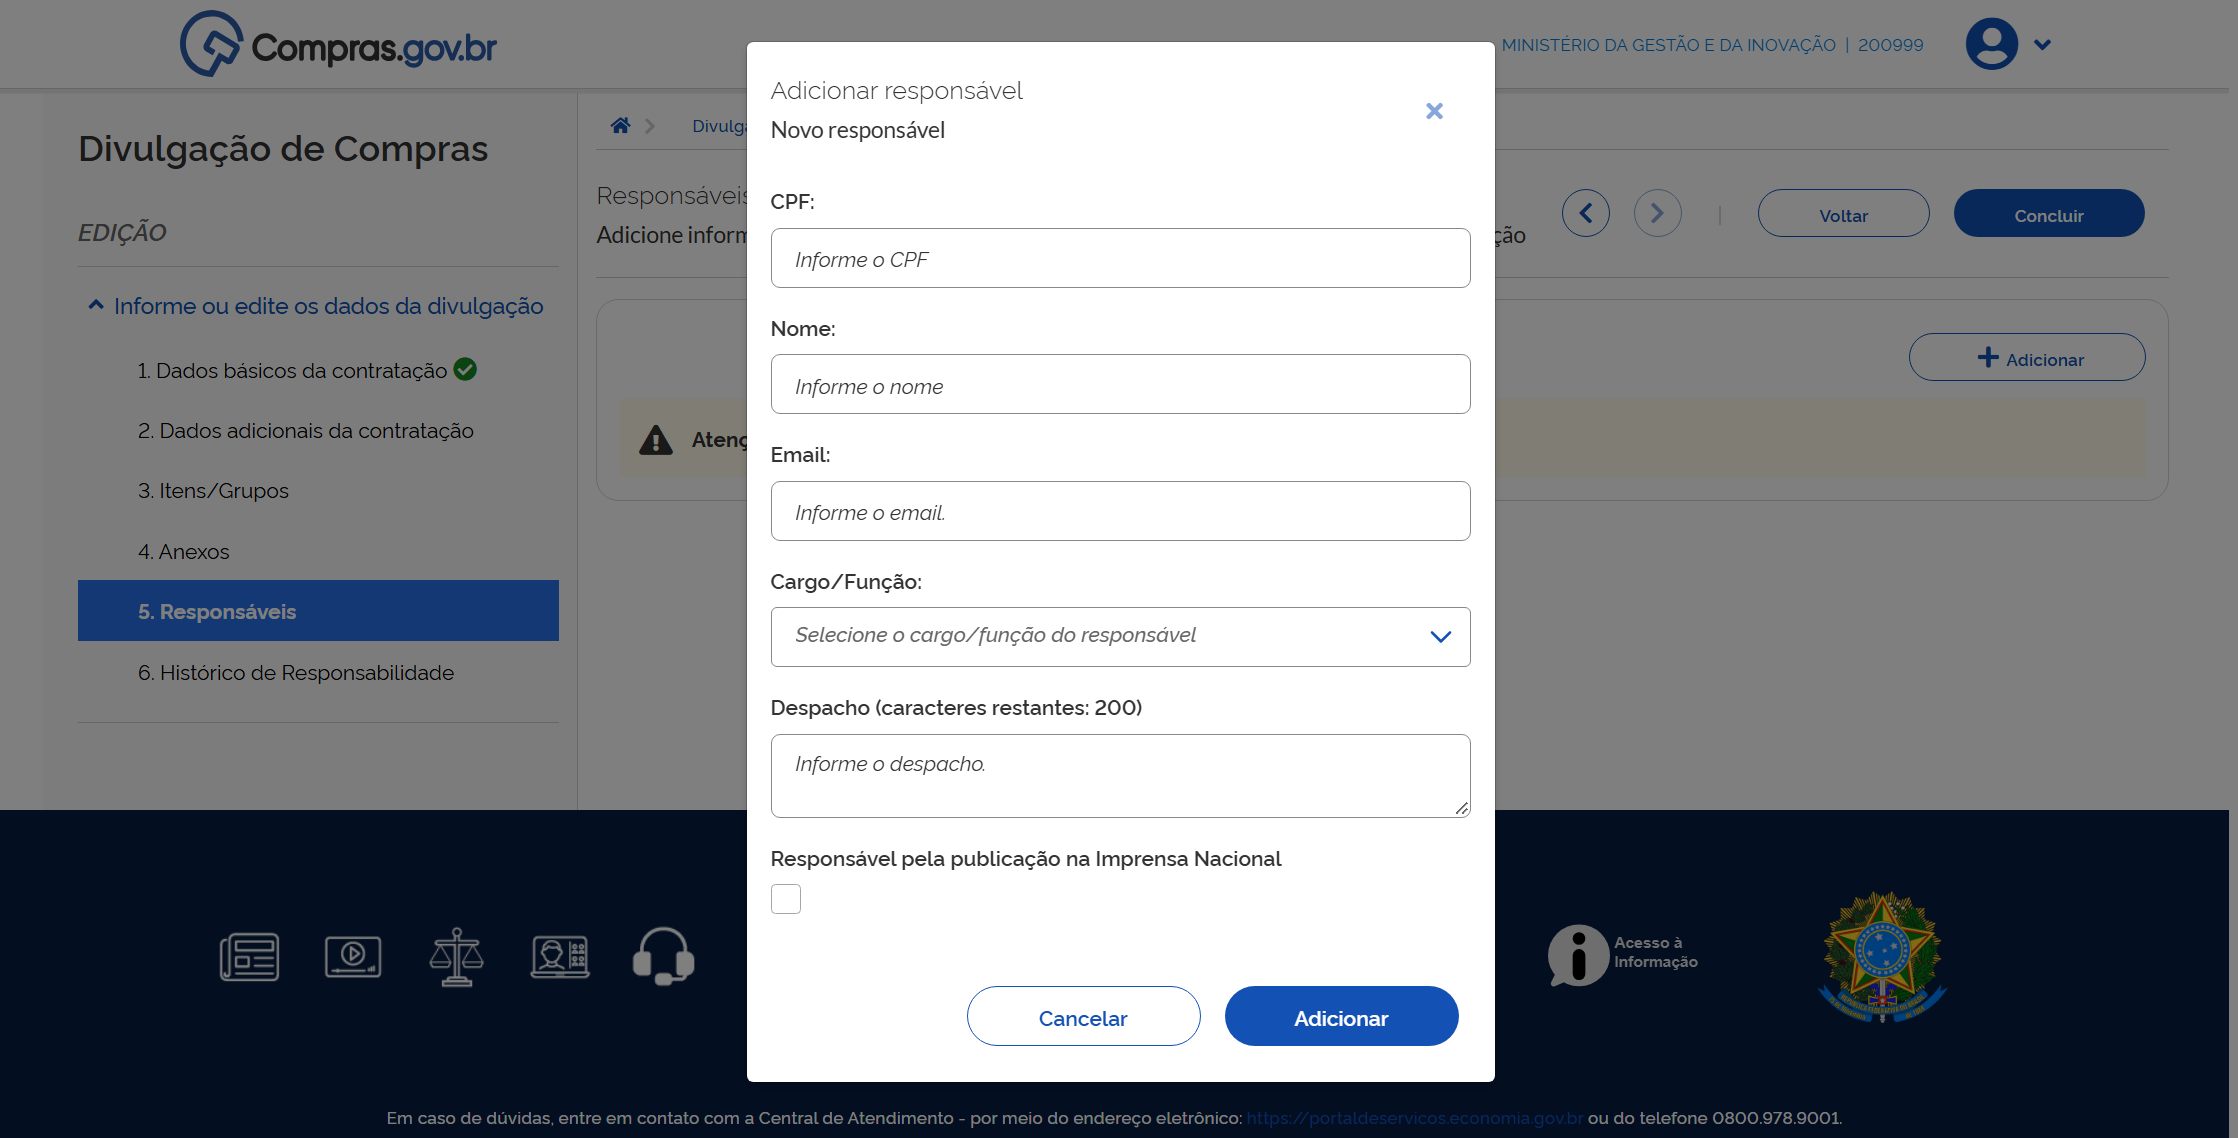 Compras.gov.br
MINISTÉRIO DA GESTÃO E DA INOVAÇÃO | 200999
Divulgação de Compras
EDIÇÃO
Informe ou edite os dados da divulgação
1. Dados básicos da contratação
2. Dados adicionais da contratação
3. Itens/Grupos
4. Anexos
5. Responsáveis
6. Histórico de Responsabilidade
Divulga
Responsáveis
Adicione inform
ção
Voltar
Concluir
Adicionar
Atenç
Adicionar responsável
Novo responsável
CPF:
Informe o CPF
Nome:
Informe o nome
Email:
Informe o email.
Cargo/Função:
Selecione o cargo/função do responsável
Despacho (caracteres restantes: 200)
Informe o despacho.
Responsável pela publicação na Imprensa Nacional
Cancelar
Adicionar
Acesso à
Informação
Em caso de dúvidas, entre em contato com a Central de Atendimento - por meio do endereço eletrônico: https://portaldeservicos.economia.gov.br ou do telefone 0800.978.9001.